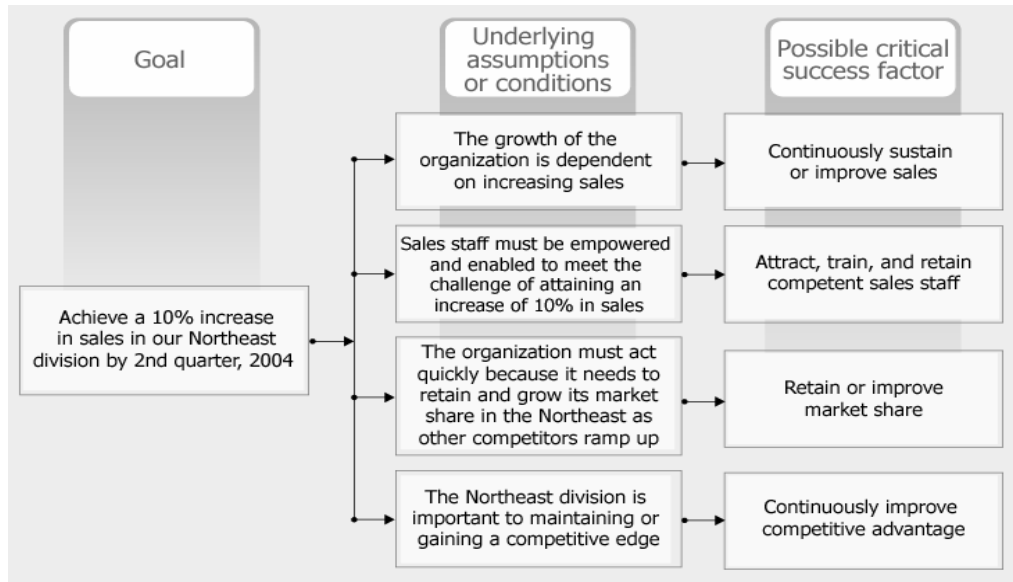 Goal
Underlying
assumptions
or conditions
Possible critical
success factor
Achieve a 10% increase
in sales in our Northeast
division by 2nd quarter, 2004
The growth of the
organization is dependent
on increasing sales
Continuously sustain
or improve sales
Sales staff must be empowered
and enabled to meet the
challenge of attaining an
increase of 10% in sales
Attract, train, and retain
competent sales staff
The organization must act
quickly because it needs to
retain and grow its market
share in the Northeast as
other competitors ramp up
Retain or improve
market share
The Northeast division is
important to maintaining or
gaining a competitive edge
Continuously improve
competitive advantage